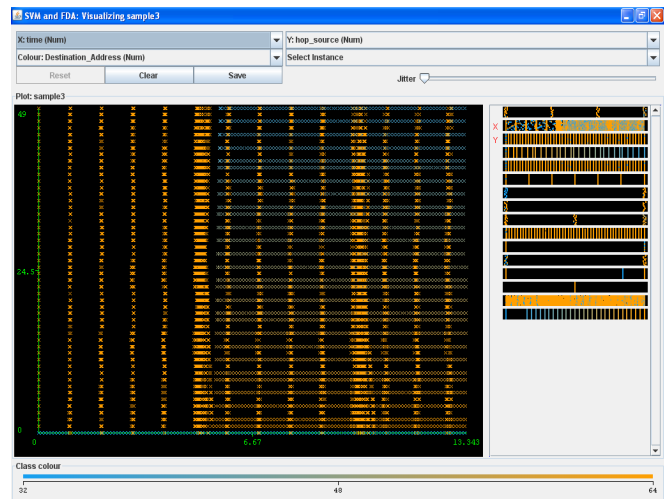 SVM and FDA: Visualizing sample3
X: time (Num)
Y: hop_source (Num)
Colour: Destination_Address (Num)
Select Instance
Reset
Clear
Save
Jitter
Plot: sample3
49
24.5
0
0
6.67
13.343
X
Y
Class colour
32
48
64